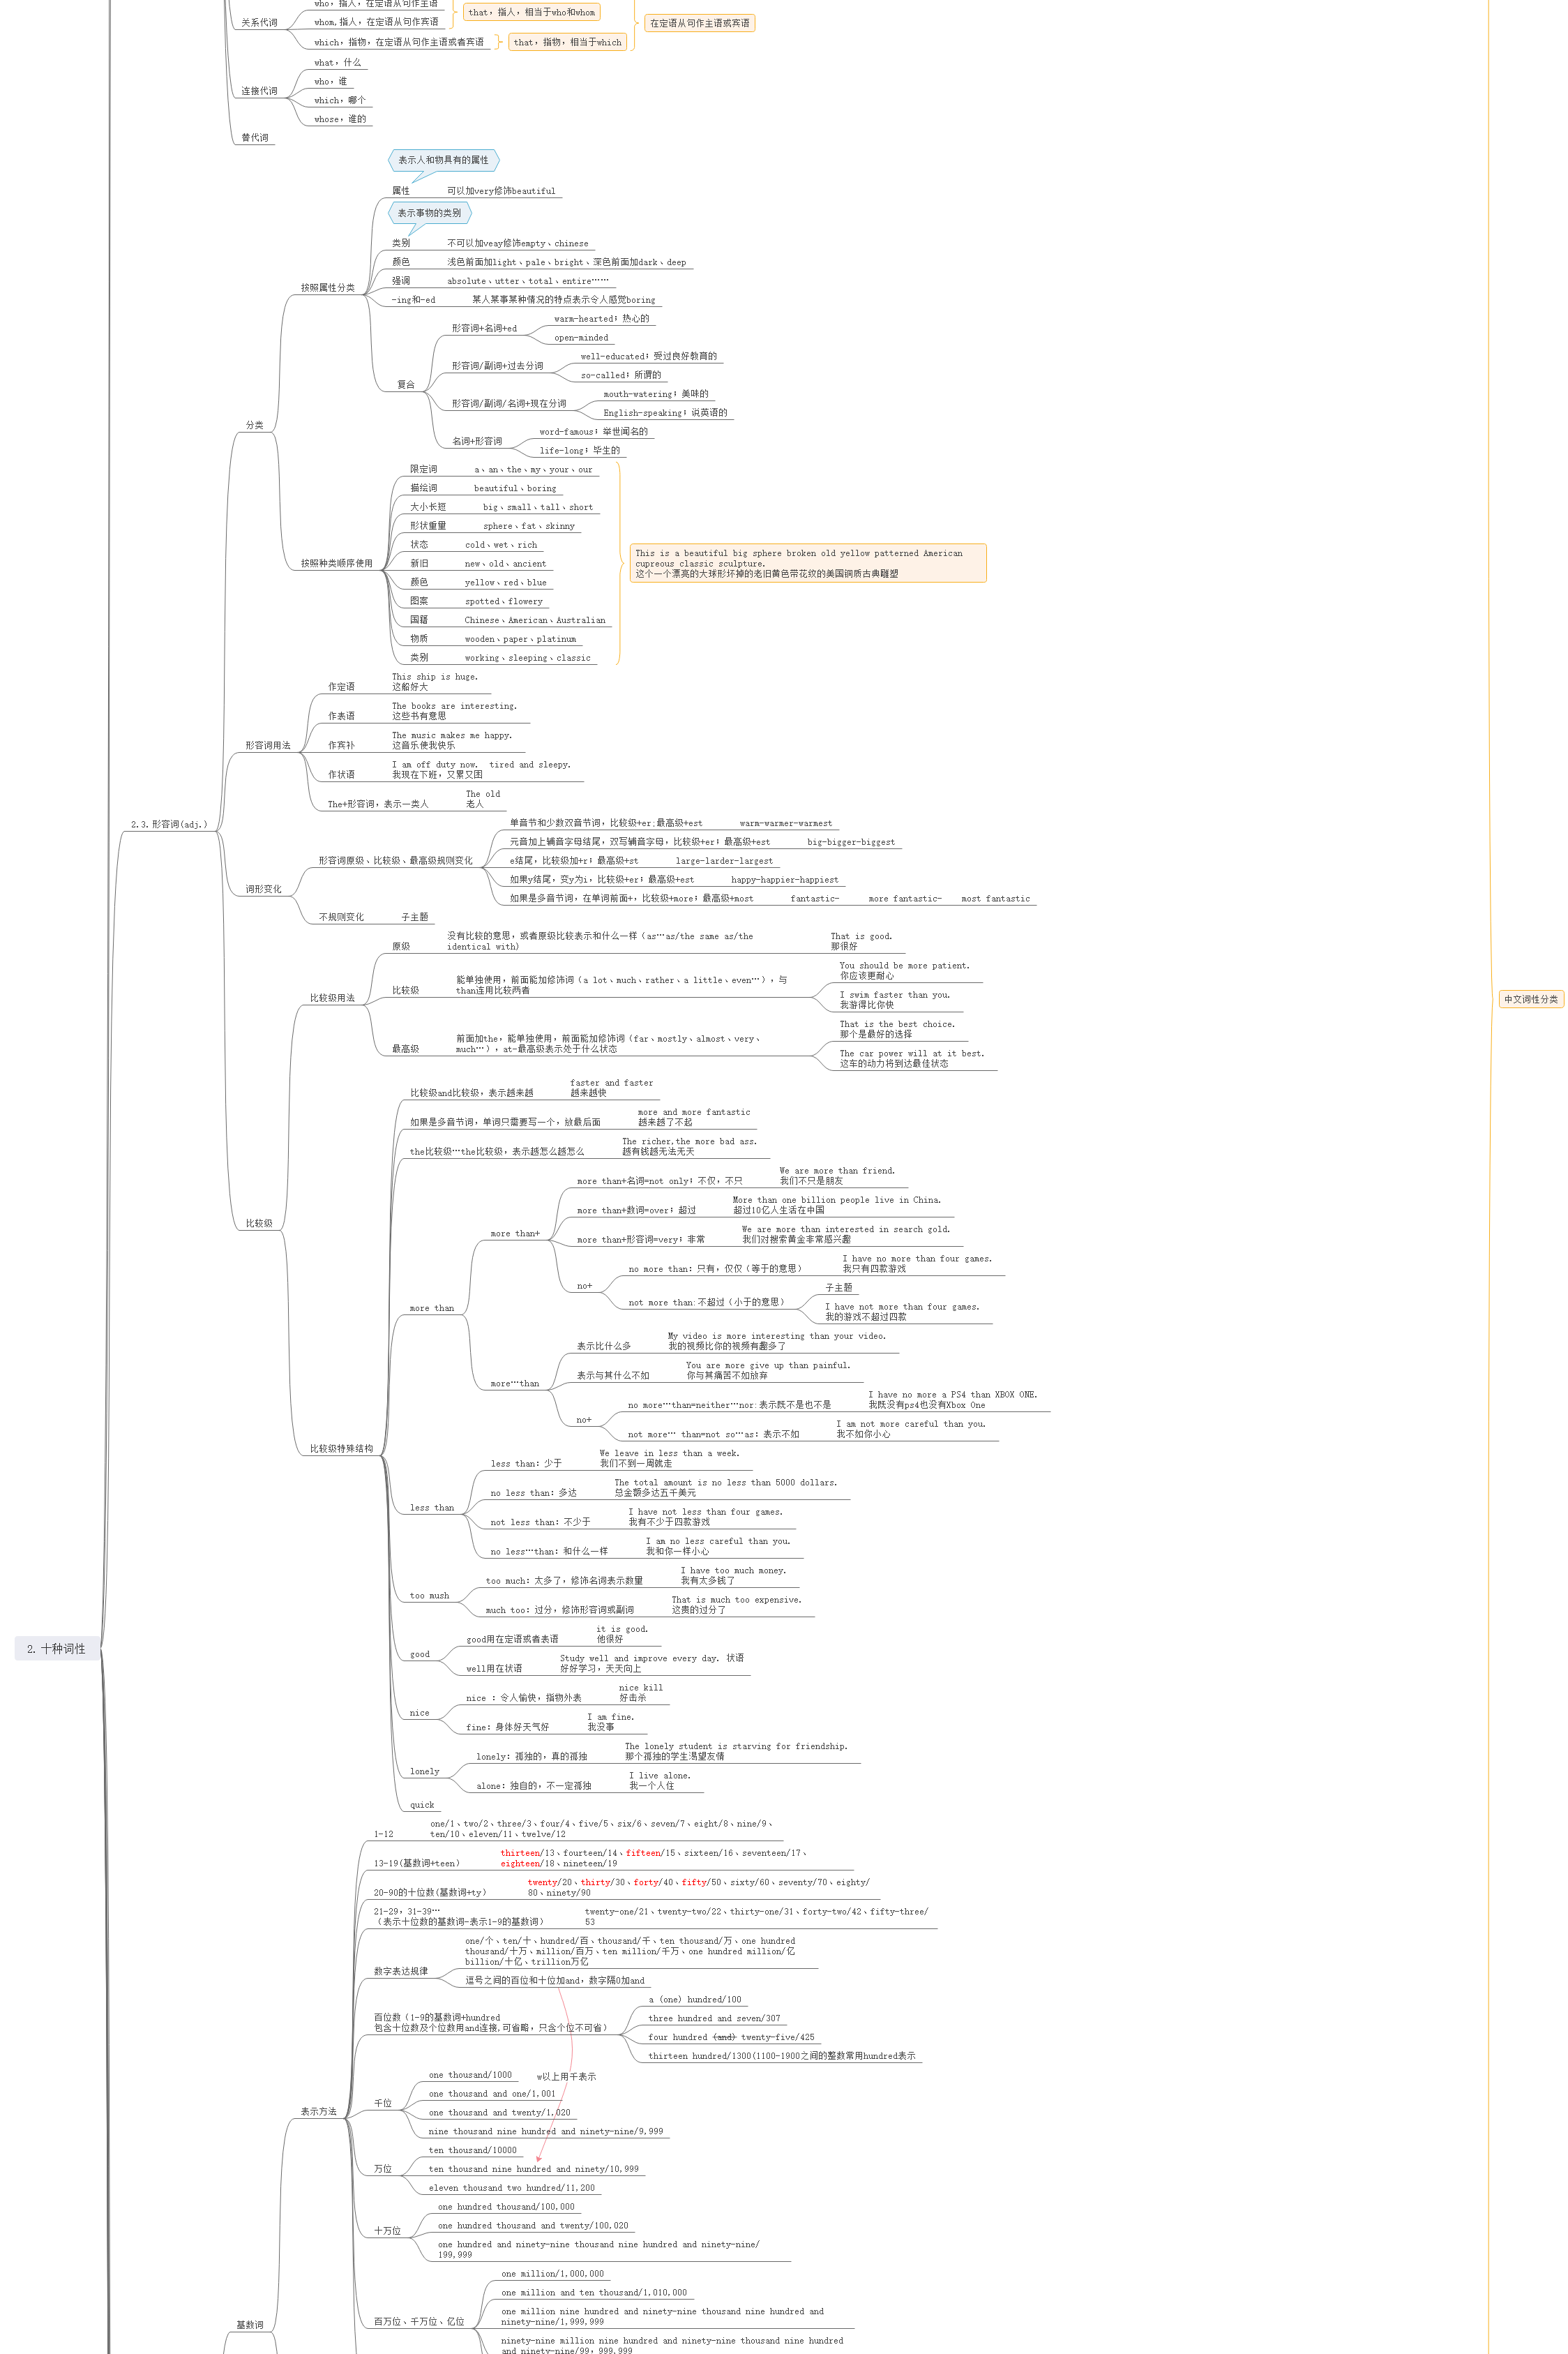 who，指人，在定语从句作主语
关系代词
whom,指人，在定语从句作宾语
that，指人，相当于who和whom
which，指物，在定语从句作主语或者宾语
that，指物，相当于which
在定语从句作主语或宾语
连接代词
what，什么
who，谁
which，哪个
whose，谁的
替代词
2. 十种词性
中文词性分类
2.3. 形容词(adj.)
分类
按照属性分类
表示人和物具有的属性
属性
可以加very修饰beautiful
表示事物的类别
类别
不可以加veay修饰empty、chinese
颜色
浅色前面加light、pale、bright、深色前面加dark、deep
强调
absolute、utter、total、entire……
-ing和-ed
某人某事某种情况的特点表示令人感觉boring
复合
形容词+名词+ed
warm-hearted：热心的
open-minded
形容词/副词+过去分词
well-educated：受过良好教育的
so-called：所谓的
形容词/副词/名词+现在分词
mouth-watering：美味的
English-speaking：说英语的
名词+形容词
word-famous：举世闻名的
life-long：毕生的
按照种类顺序使用
限定词
a、an、the、my、your、our
描绘词
beautiful、boring
大小长短
big、small、tall、short
形状重量
sphere、fat、skinny
状态
cold、wet、rich
新旧
new、old、ancient
颜色
yellow、red、blue
图案
spotted、flowery
国籍
Chinese、American、Australian
物质
wooden、paper、platinum
类别
working、sleeping、classic
This is a beautiful big sphere broken old yellow patterned American
cupreous classic sculpture.
这个一个漂亮的大球形坏掉的老旧黄色带花纹的美国铜质古典雕塑
形容词用法
作定语
This ship is huge.
这船好大
作表语
The books are interesting.
这些书有意思
作宾补
The music makes me happy.
这音乐使我快乐
作状语
I am off duty now.  tired and sleepy.
我现在下班，又累又困
The+形容词，表示一类人
The old
老人
词形变化
形容词原级、比较级、最高级规则变化
单音节和少数双音节词，比较级+er;最高级+est
warm-warmer-warmest
元音加上辅音字母结尾，双写辅音字母，比较级+er；最高级+est
big-bigger-biggest
e结尾，比较级加+r；最高级+st
large-larder-largest
如果y结尾，变y为i，比较级+er；最高级+est
happy-happier-happiest
如果是多音节词，在单词前面+，比较级+more；最高级+most
fantastic-
more fantastic-
most fantastic
不规则变化
子主题
比较级
比较级用法
原级
没有比较的意思，或者原级比较表示和什么一样（as…as/the same as/the
identical with)
That is good.
那很好
比较级
能单独使用，前面能加修饰词（a lot、much、rather、a little、even…），与
than连用比较两者
You should be more patient.
你应该更耐心
I swim faster than you.
我游得比你快
最高级
前面加the，能单独使用，前面能加修饰词（far、mostly、almost、very、
much…），at-最高级表示处于什么状态
That is the best choice.
那个是最好的选择
The car power will at it best.
这车的动力将到达最佳状态
比较级特殊结构
比较级and比较级，表示越来越
faster and faster
越来越快
如果是多音节词，单词只需要写一个，放最后面
more and more fantastic
越来越了不起
the比较级…the比较级，表示越怎么越怎么
The richer,the more bad ass.
越有钱越无法无天
more than
more than+
more than+名词=not only：不仅，不只
We are more than friend.
我们不只是朋友
more than+数词=over：超过
More than one billion people live in China.
超过10亿人生活在中国
more than+形容词=very：非常
We are more than interested in search gold.
我们对搜索黄金非常感兴趣
no+
no more than：只有，仅仅（等于的意思）
I have no more than four games.
我只有四款游戏
not more than:不超过（小于的意思）
子主题
I have not more than four games.
我的游戏不超过四款
more…than
表示比什么多
My video is more interesting than your video.
我的视频比你的视频有趣多了
表示与其什么不如
You are more give up than painful.
你与其痛苦不如放弃
no+
no more…than=neither…nor:表示既不是也不是
I have no more a PS4 than XBOX ONE.
我既没有ps4也没有Xbox One
not more… than=not so…as：表示不如
I am not more careful than you.
我不如你小心
less than
less than：少于
We leave in less than a week.
我们不到一周就走
no less than：多达
The total amount is no less than 5000 dollars.
总金额多达五千美元
not less than：不少于
I have not less than four games.
我有不少于四款游戏
no less…than：和什么一样
I am no less careful than you.
我和你一样小心
too mush
too much：太多了，修饰名词表示数量
I have too much money.
我有太多钱了
much too：过分，修饰形容词或副词
That is much too expensive.
这贵的过分了
good
good用在定语或者表语
it is good.
他很好
well用在状语
Study well and improve every day. 状语
好好学习，天天向上
nice
nice ：令人愉快，指物外表
nice kill
好击杀
fine：身体好天气好
I am fine.
我没事
lonely
lonely：孤独的，真的孤独
The lonely student is starving for friendship.
那个孤独的学生渴望友情
alone：独自的，不一定孤独
I live alone.
我一个人住
quick
基数词
表示方法
1-12
one/1、two/2、three/3、four/4、five/5、six/6、seven/7、eight/8、nine/9、
ten/10、eleven/11、twelve/12
13-19(基数词+teen）
thirteen/13、fourteen/14、fifteen/15、sixteen/16、seventeen/17、
eighteen/18、nineteen/19
20-90的十位数(基数词+ty）
twenty/20、thirty/30、forty/40、fifty/50、sixty/60、seventy/70、eighty/
80、ninety/90
21-29，31-39…
（表示十位数的基数词-表示1-9的基数词）
twenty-one/21、twenty-two/22、thirty-one/31、forty-two/42、fifty-three/
53
数字表达规律
one/个、ten/十、hundred/百、thousand/千、ten thousand/万、one hundred
thousand/十万、million/百万、ten million/千万、one hundred million/亿
billion/十亿、trillion万亿
逗号之间的百位和十位加and，数字隔0加and
百位数（1-9的基数词+hundred
包含十位数及个位数用and连接,可省略，只含个位不可省）
a (one) hundred/100
three hundred and seven/307
four hundred (and) twenty-five/425
thirteen hundred/1300(1100-1900之间的整数常用hundred表示
千位
one thousand/1000
w以上用千表示
one thousand and one/1,001
one thousand and twenty/1,020
nine thousand nine hundred and ninety-nine/9,999
万位
ten thousand/10000
ten thousand nine hundred and ninety/10,999
eleven thousand two hundred/11,200
十万位
one hundred thousand/100,000
one hundred thousand and twenty/100,020
one hundred and ninety-nine thousand nine hundred and ninety-nine/
199,999
百万位、千万位、亿位
one million/1,000,000
one million and ten thousand/1,010,000
one million nine hundred and ninety-nine thousand nine hundred and
ninety-nine/1,999,999
ninety-nine million nine hundred and ninety-nine thousand nine hundred
and ninety-nine/99，999,999